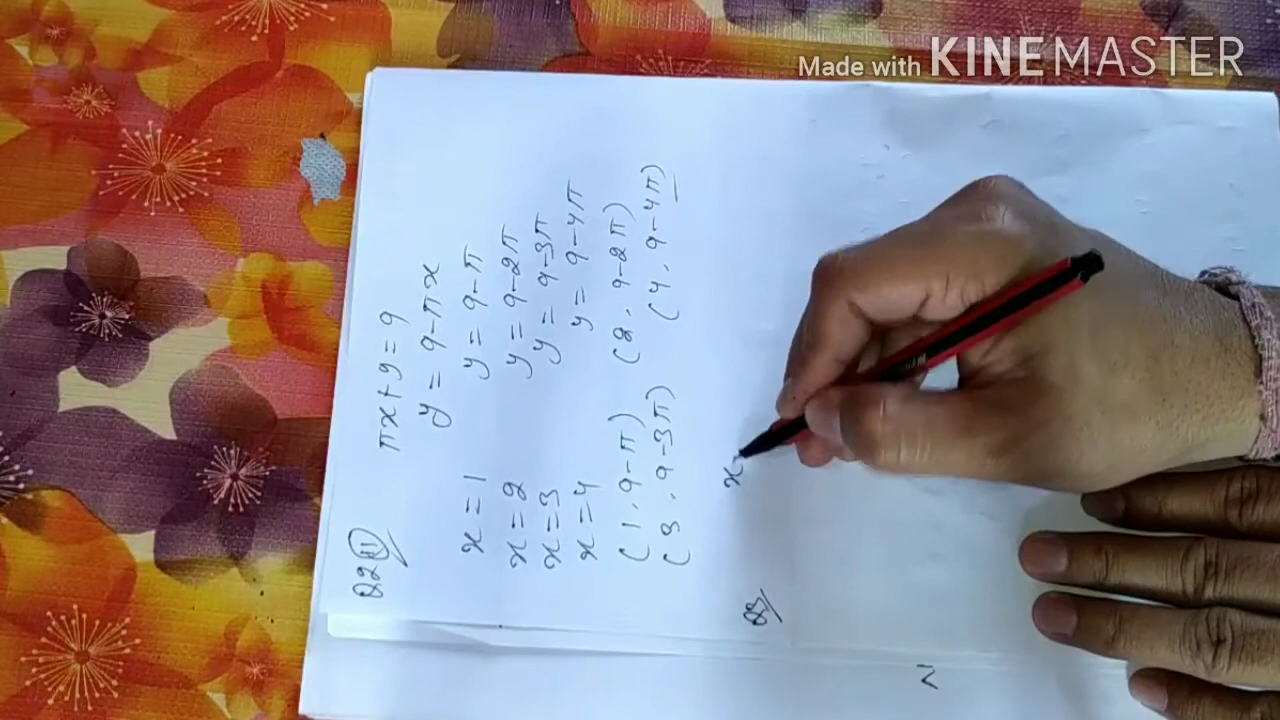 Made with KINEMASTER
Q2 (ii) πx+y=9
y = 9-πx
x=1 y=9-π
x=2 y=9-2π
x=3 y=9-3π
x=4 y=9-4π
(1, 9-π) (2, 9-2π)
(3, 9-3π) (4, 9-4π)
Q3 x